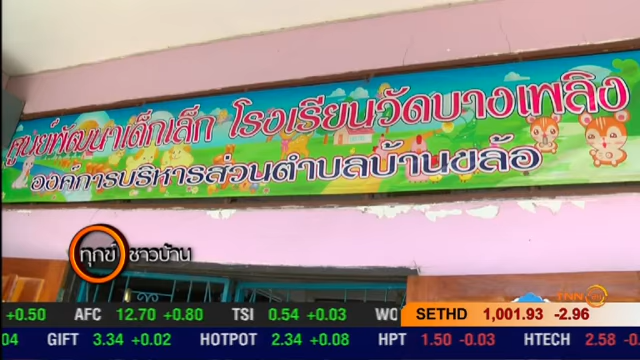 ศูนย์พัฒนาเด็กเล็ก โรงเรียนวัดบางเพลิง
องค์การบริหารส่วนตำบลบ้านขล้อ
ทุกข์ ชาวบ้าน
TNN
+0.50 AFC 12.70 +0.80 TSI 0.54 +0.03 WO SETHD 1,001.93 -2.96
04 GIFT 3.34 +0.02 HOTPOT 2.34 +0.08 HPT 1.50 -0.03 HTECH 2.58 -0